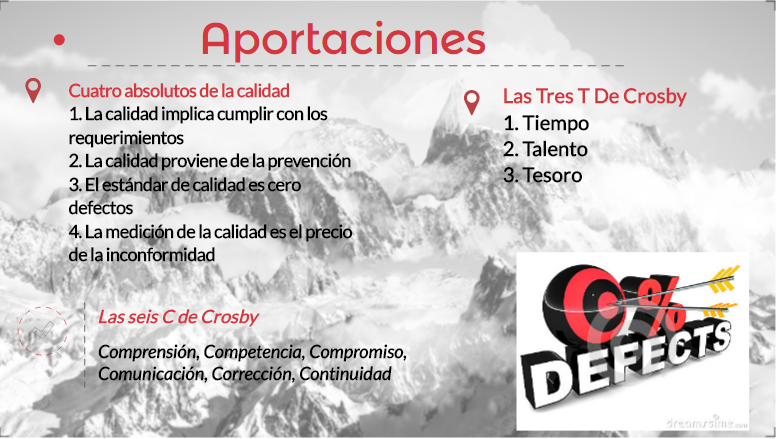 Aportaciones
Cuatro absolutos de la calidad
1. La calidad implica cumplir con los
requerimientos
2. La calidad proviene de la prevención
3. El estándar de calidad es cero
defectos
4. La medición de la calidad es el precio
de la inconformidad
Las Tres T De Crosby
1. Tiempo
2. Talento
3. Tesoro
Las seis C de Crosby
Comprensión, Competencia, Compromiso,
Comunicación, Corrección, Continuidad
0%
DEFECTS
dreamstime.com